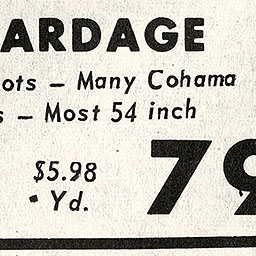 ARDAGE
ots – Many Cohama
s – Most 54 inch
$5.98 79
• Yd.